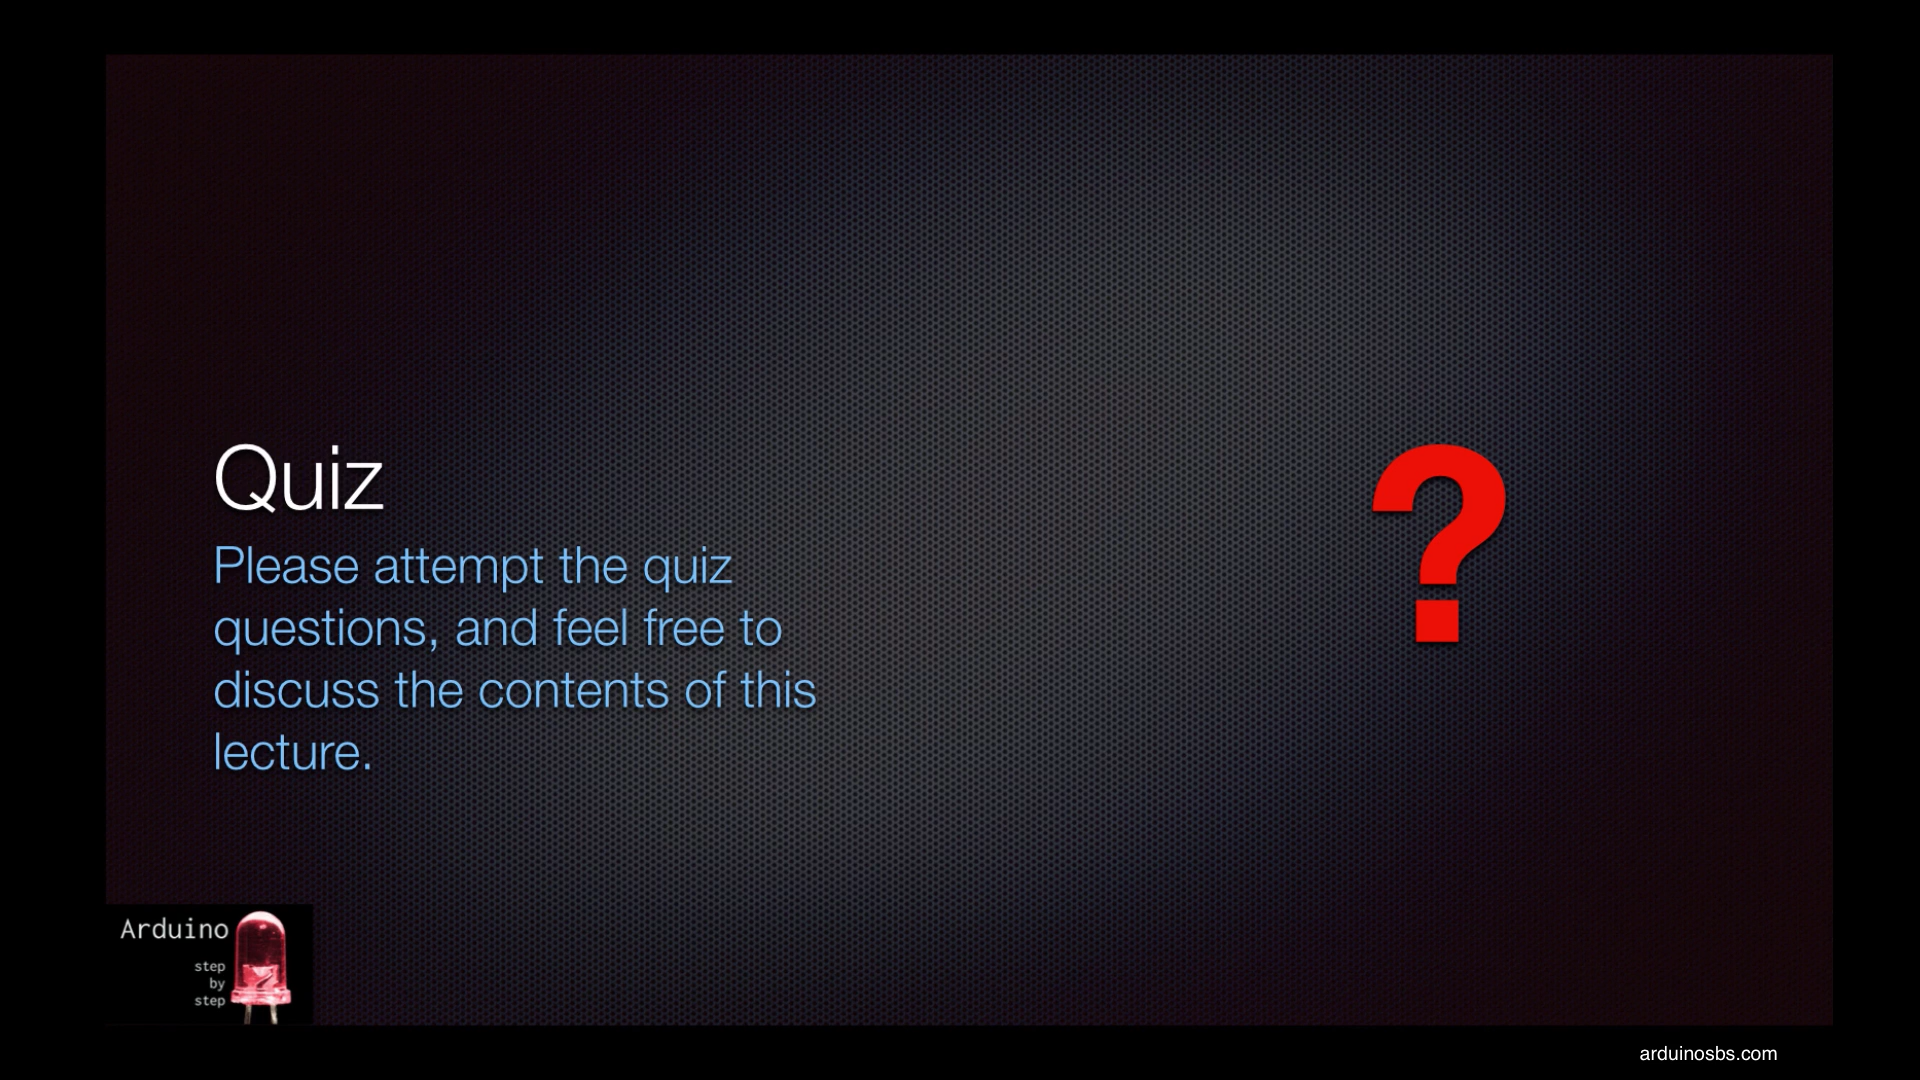 Quiz
Please attempt the quiz
questions, and feel free to
discuss the contents of this
lecture.
?
Arduino
step
by
step
arduinosbs.com